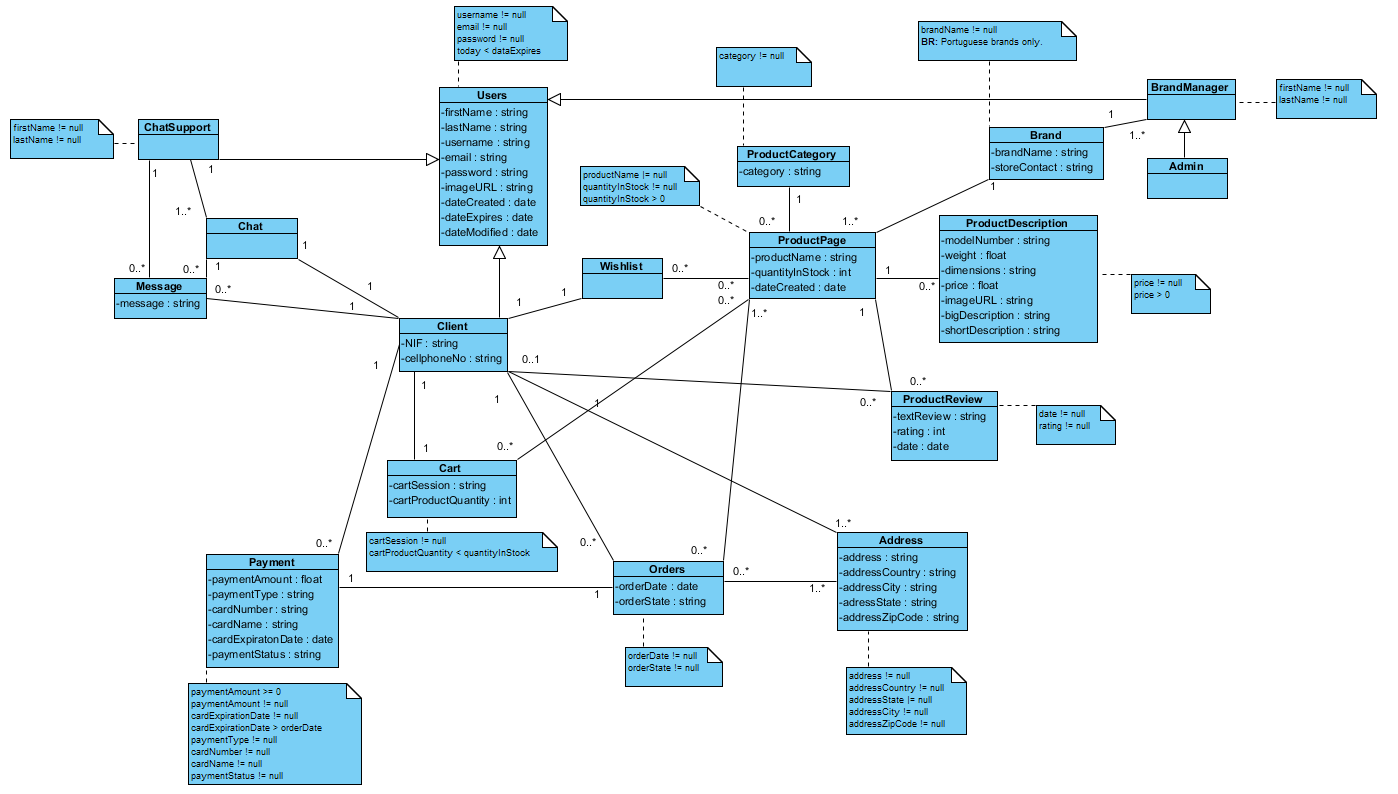 username != null
email != null
password != null
today < dataExpires
brandName != null
BR: Portuguese brands only.
category != null
Users
-firstName : string
-lastName : string
-username : string
-email : string
-password : string
-imageURL : string
-dateCreated : date
-dateExpires : date
-dateModified : date
BrandManager
firstName != null
lastName != null
firstName != null
lastName != null
ChatSupport
1
1..*
Brand
-brandName : string
-storeContact : string
ProductCategory
-category : string
Admin
productName |= null
quantityInStock != null
quantityInStock > 0
1
1
1
1
1..*
0..*
1..*
Chat
1
ProductDescription
-modelNumber : string
-weight : float
-dimensions : string
-price : float
-imageURL : string
-bigDescription : string
-shortDescription : string
ProductPage
-productName : string
-quantityInStock : int
-dateCreated : date
Wishlist
0..*
0..*
0..*
1
1
0..*
0..*
0..*
1
price != null
price > 0
Message
-message : string
0..*
1
1
1
1
1..*
1
Client
-NIF : string
-cellphoneNo : string
1
0..1
0..*
1
1
0..*
1
ProductReview
-textReview : string
-rating : int
-date : date
date != null
rating != null
1
0..*
Cart
-cartSession : string
-cartProductQuantity : int
1..*
cartSession != null
cartProductQuantity < quantityInStock
0..*
0..*
0..*
Address
-address : string
-addressCountry : string
-addressCity : string
-adressState : string
-addressZipCode : string
Payment
-paymentAmount : float
-paymentType : string
-cardNumber : string
-cardName : string
-cardExpiratonDate : date
-paymentStatus : string
1
1
Orders
-orderDate : date
-orderState : string
0..*
1..*
orderDate != null
orderState != null
address != null
addressCountry != null
addressState |= null
addressCity != null
addressZipCode != null
paymentAmount >= 0
paymentAmount != null
cardExpirationDate != null
cardExpirationDate > orderDate
paymentType != null
cardNumber != null
cardName != null
paymentStatus != null